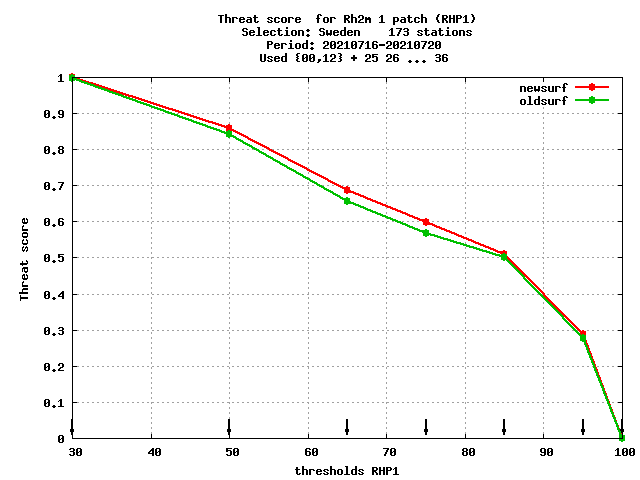 Threat score  for Rh2m 1 patch (RHP1)
Selection: Sweden    173 stations
Period: 20210716-20210720
Used {00,12} + 25 26 ... 36
newsurf
oldsurf
1
0.9
0.8
0.7
0.6
0.5
0.4
0.3
0.2
0.1
0
Threat score
30 40 50 60 70 80 90 100
thresholds RHP1